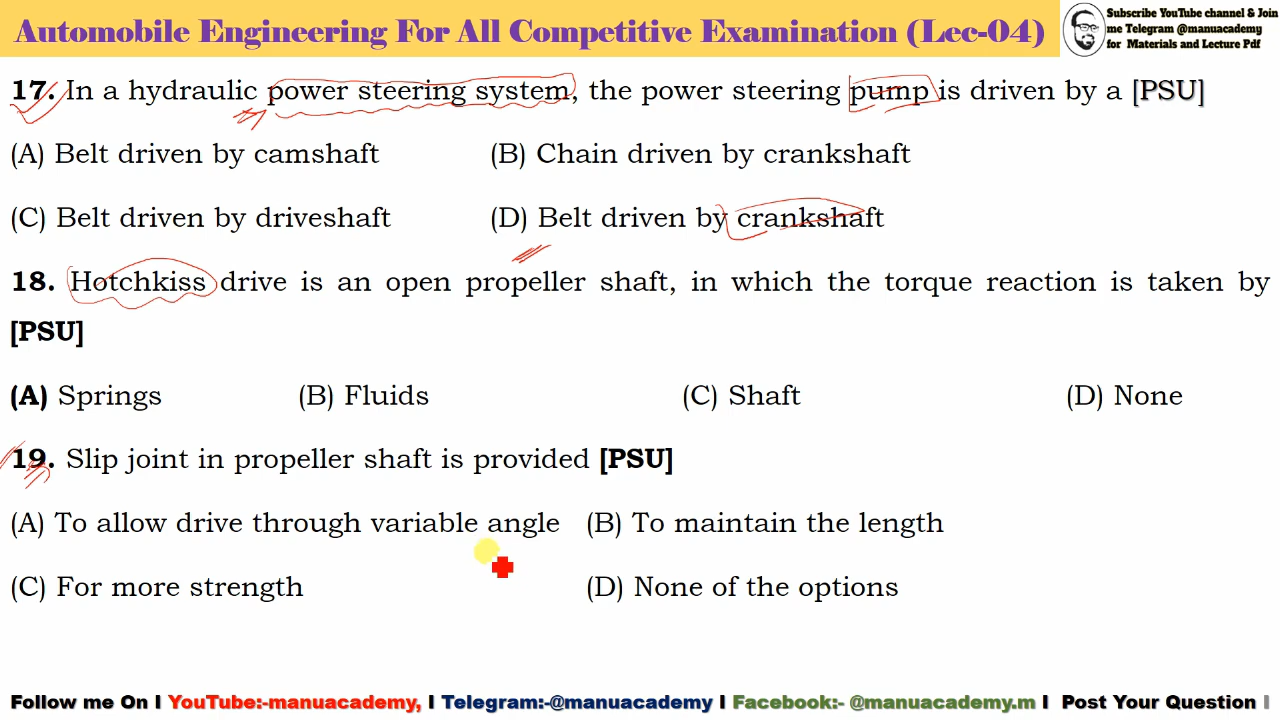 Automobile Engineering For All Competitive Examination (Lec-04)
Subscribe YouTube channel & Join
me Telegram @manuacademy
for Materials and Lecture Pdf
17. In a hydraulic power steering system, the power steering pump is driven by a [PSU]
(A) Belt driven by camshaft (B) Chain driven by crankshaft
(C) Belt driven by driveshaft (D) Belt driven by crankshaft
18. Hotchkiss drive is an open propeller shaft, in which the torque reaction is taken by
[PSU]
(A) Springs (B) Fluids (C) Shaft (D) None
19. Slip joint in propeller shaft is provided [PSU]
(A) To allow drive through variable angle (B) To maintain the length
(C) For more strength (D) None of the options
Follow me On I YouTube:-manuacademy, I Telegram:-@manuacademy I Facebook:- @manuacademy.m I Post Your Question I